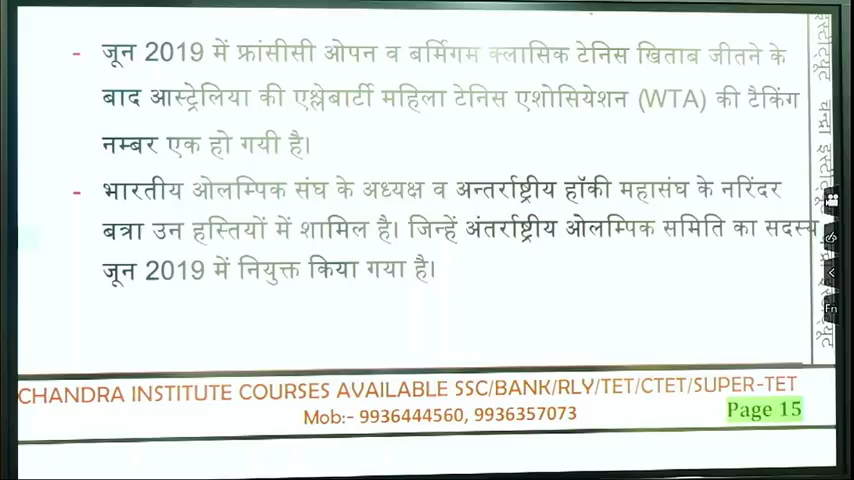 - जून 2019 में फ्रांसीसी ओपन व बर्मिगम क्लासिक टेनिस खिताब जीतने के
बाद आस्ट्रेलिया की एश्लेबार्टी महिला टेनिस एशोसियेशन (WTA) की टैकिंग
नम्बर एक हो गयी है।
- भारतीय ओलम्पिक संघ के अध्यक्ष व अन्तर्राष्ट्रीय हॉकी महासंघ के नरिंदर
बत्रा उन हस्तियों में शामिल है। जिन्हें अंतर्राष्ट्रीय ओलम्पिक समिति का सदस्य
जून 2019 में नियुक्त किया गया है।
CHANDRA INSTITUTE COURSES AVAILABLE SSC/BANK/RLY/TET/CTET/SUPER-TET
Mob:- 9936444560, 9936357073
Page 15
Fn